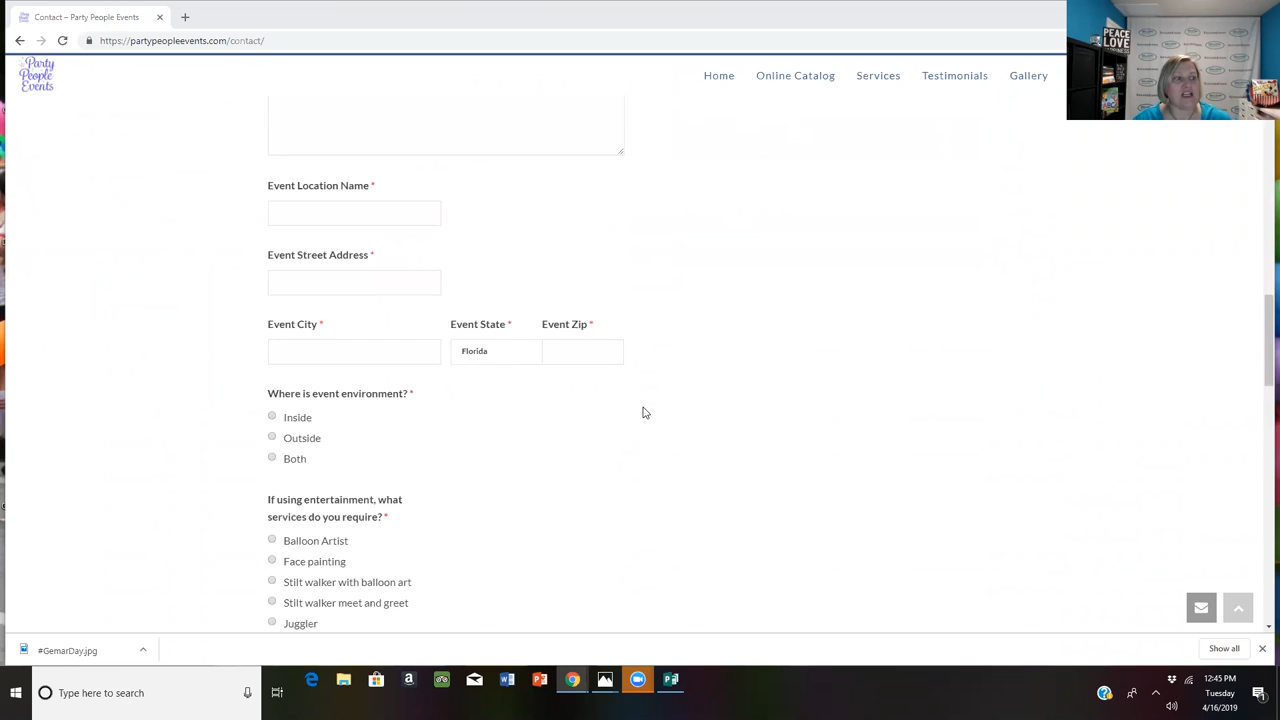 Contact – Party People Events
https://partypeopleevents.com/contact/
Party
People
Events
Home Online Catalog Services Testimonials Gallery
PEACE
LOVE
Event Location Name *
Event Street Address *
Event City * Event State * Event Zip *
Florida
Where is event environment? *
Inside
Outside
Both
If using entertainment, what
services do you require? *
Balloon Artist
Face painting
Stilt walker with balloon art
Stilt walker meet and greet
Juggler
#GemarDay.jpg
Show all
Type here to search
12:45 PM
Tuesday
4/16/2019